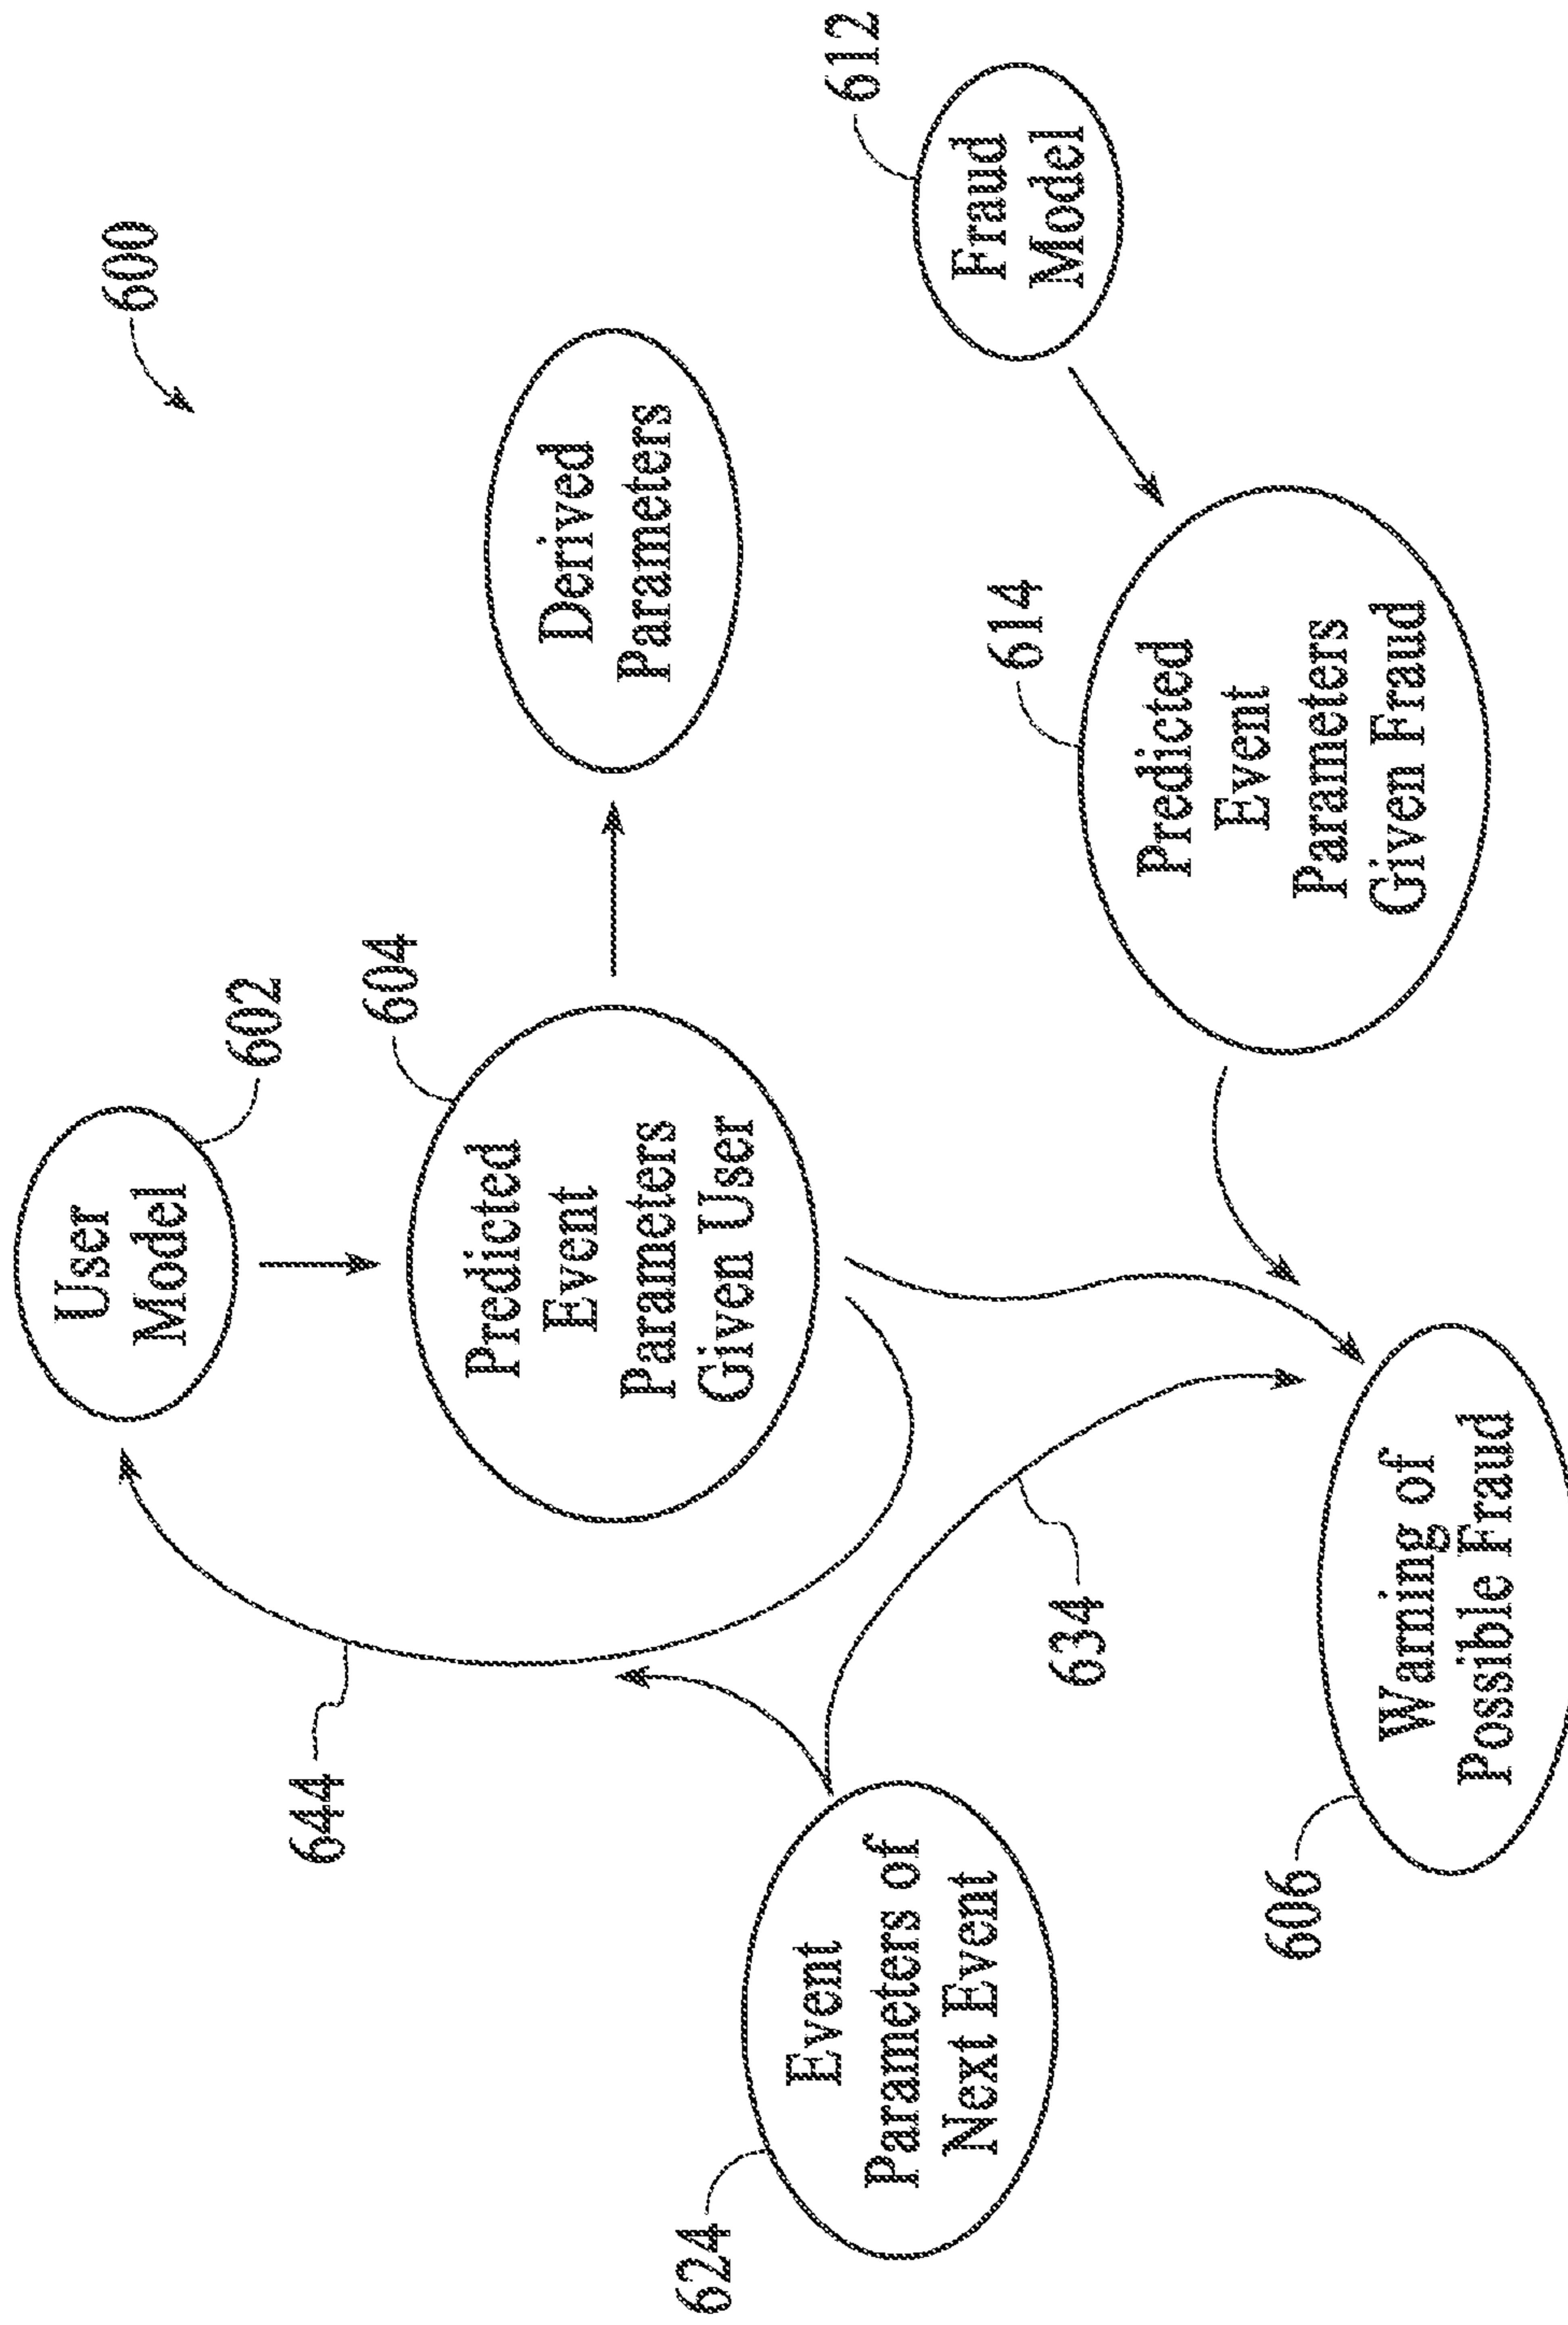 600
User
Model
602
604
Predicted
Event
Parameters
Given User
Derived
Parameters
644
Event
Parameters of
Next Event
624
634
612
Fraud
Model
614
Predicted
Event
Parameters
Given Fraud
606
Warning of
Possible Fraud